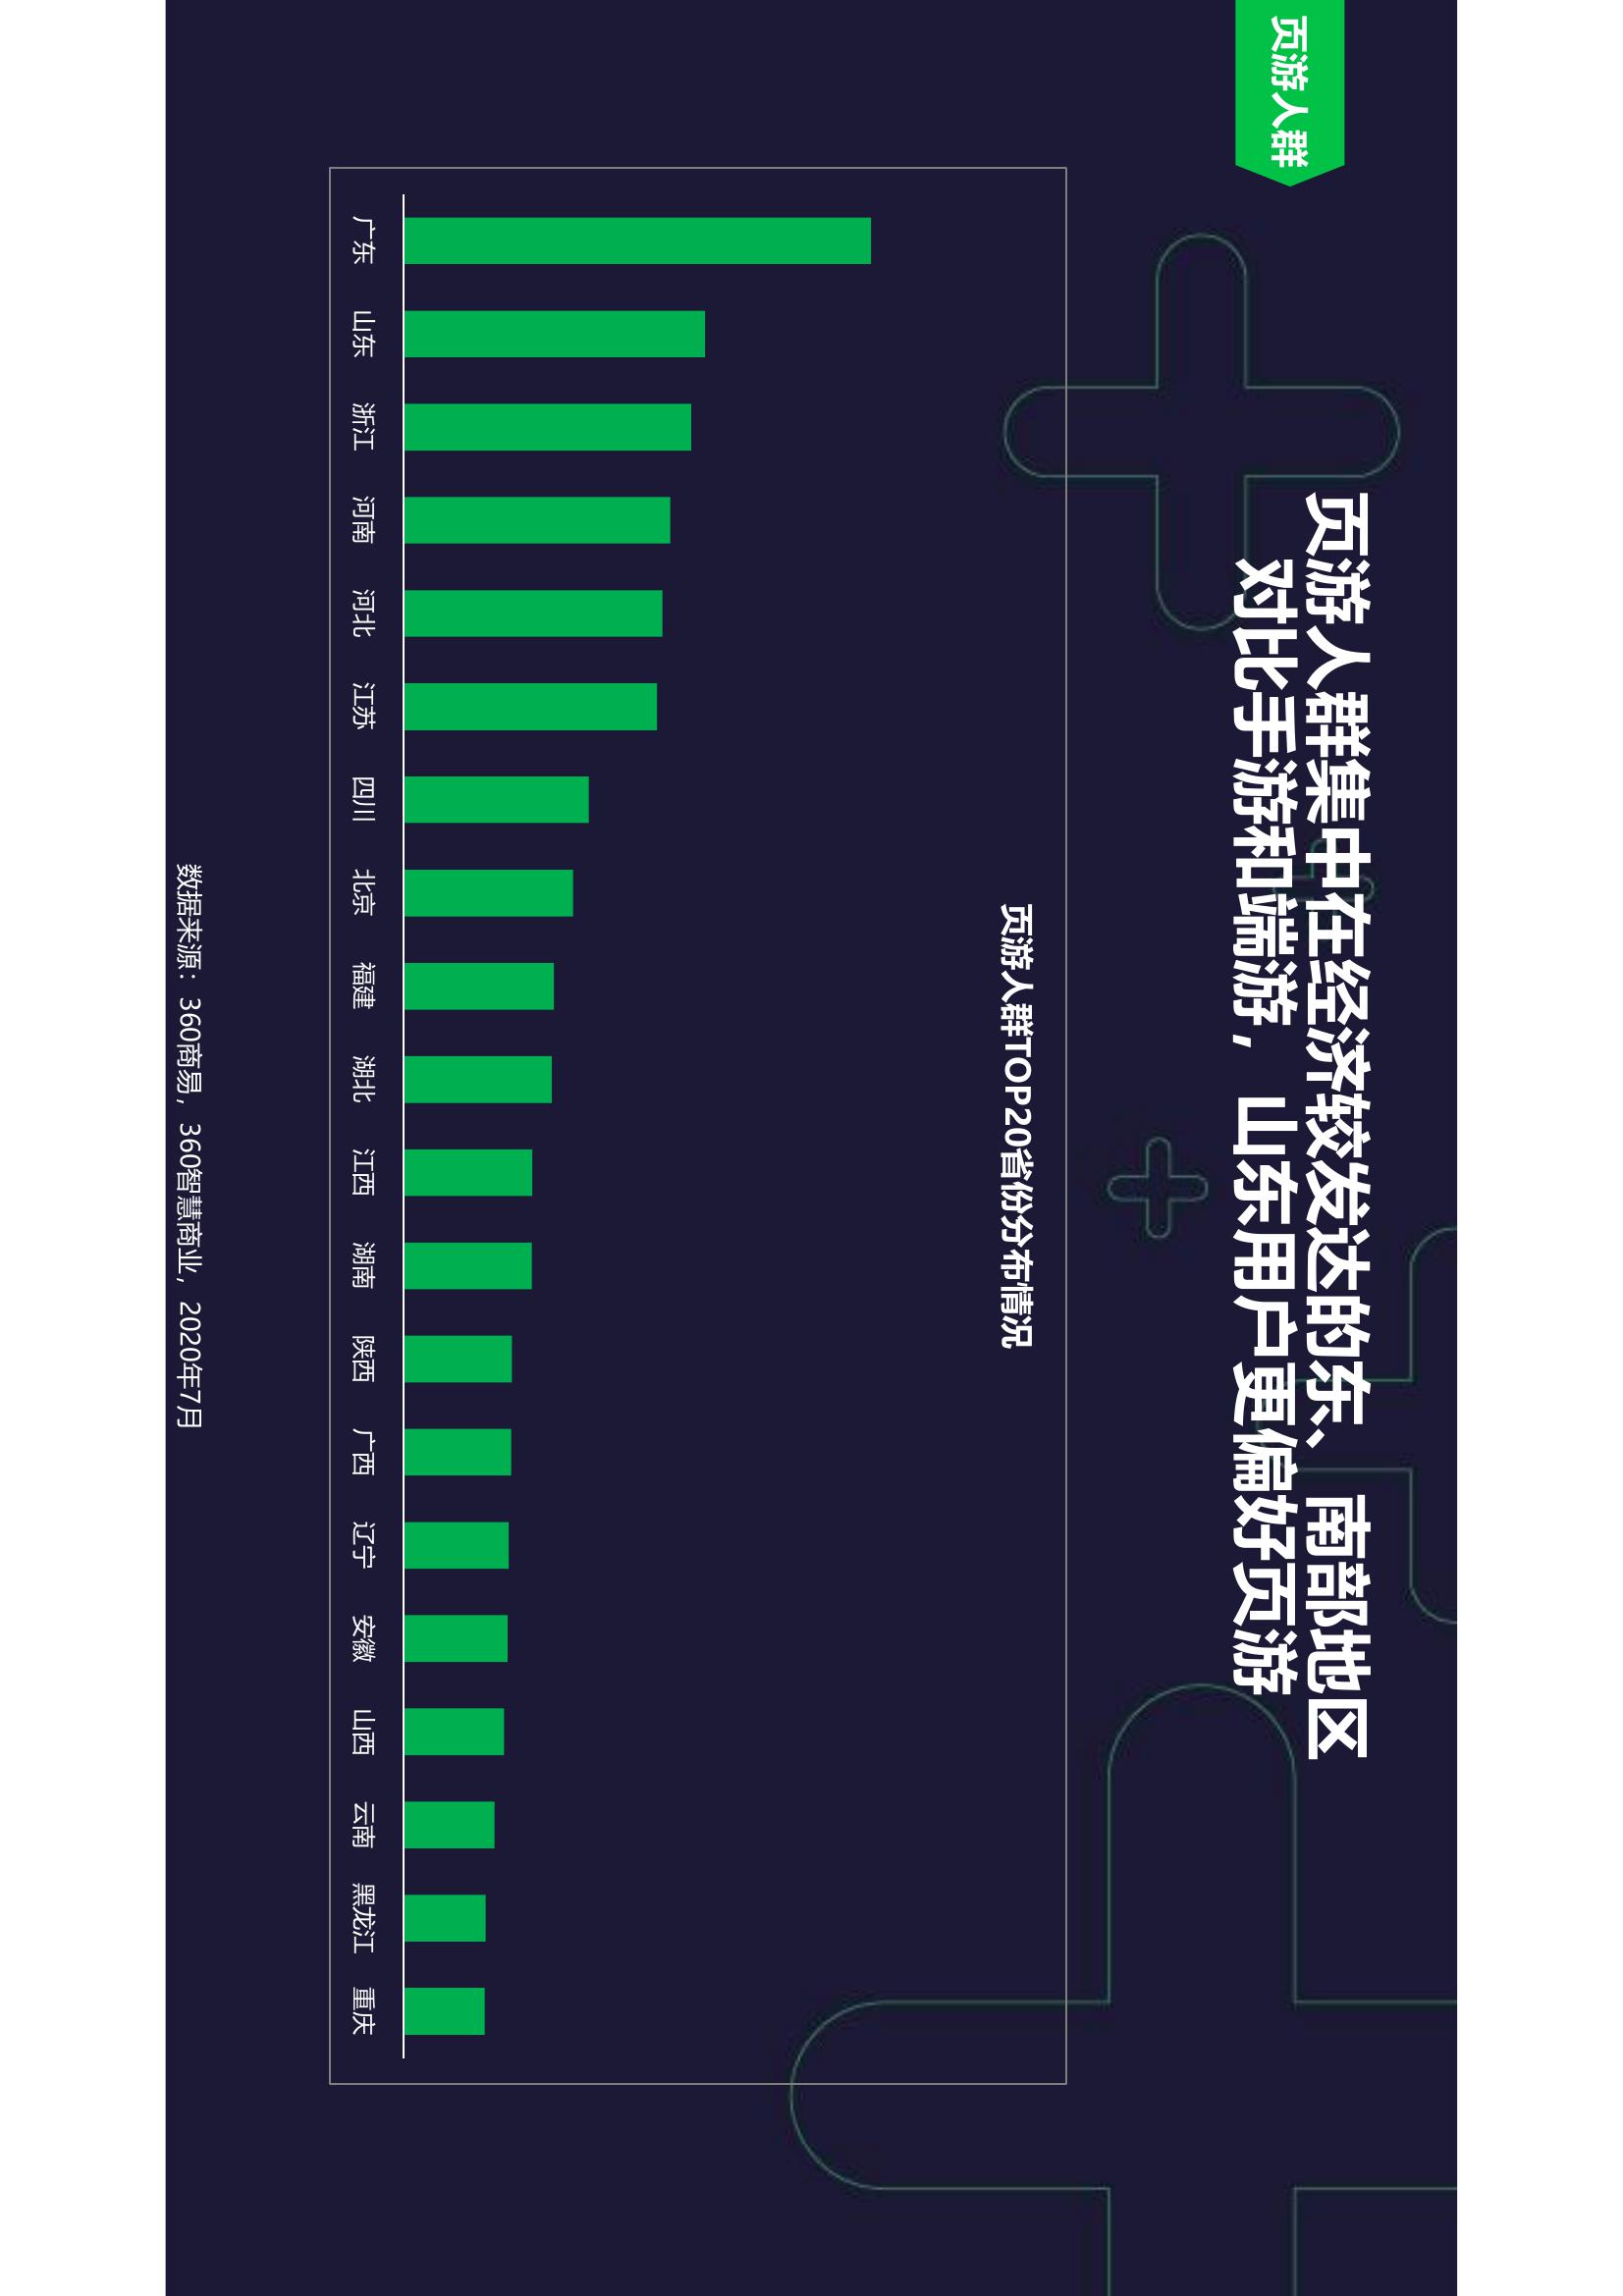 页游人群
页游人群集中在经济较发达的东、南部地区
对比手游和端游，山东用户更偏好页游
页游人群TOP20省份分布情况
广东
山东
浙江
河南
河北
江苏
四川
北京
福建
湖北
江西
湖南
陕西
广西
辽宁
安徽
山西
云南
黑龙江
重庆
数据来源：360商易，360智慧商业，2020年7月